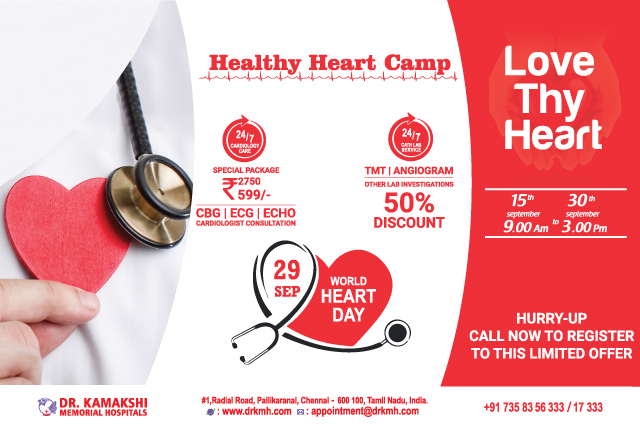 Healthy Heart Camp
24/7
CARDIOLOGY
CARE
SPECIAL PACKAGE
₹2750
599/-
CBG | ECG | ECHO
CARDIOLOGIST CONSULTATION
24/7
CATH LAB
SERVICE
TMT | ANGIOGRAM
OTHER LAB INVESTIGATIONS
50%
DISCOUNT
29
SEP
WORLD
HEART
DAY
Love
Thy
Heart
15th september 9.00 Am to 30th september 3.00 Pm
HURRY-UP
CALL NOW TO REGISTER
TO THIS LIMITED OFFER
DR. KAMAKSHI
MEMORIAL HOSPITALS
#1,Radial Road, Pallikaranai, Chennai - 600 100, Tamil Nadu, India.
: www.drkmh.com : appointment@drkmh.com
+91 735 83 56 333 / 17 333